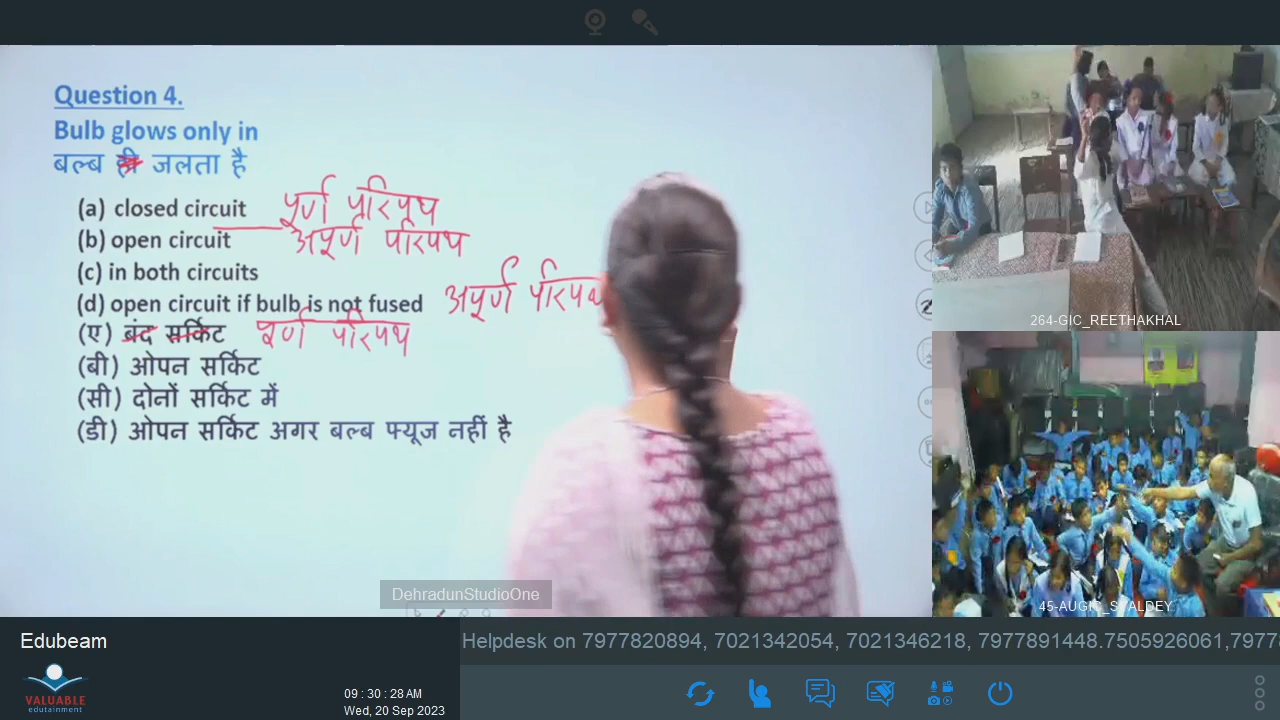 Question 4.
Bulb glows only in
बल्ब ही जलता है
(a) closed circuit पूर्ण परिपथ
(b) open circuit अपूर्ण परिपथ
(c) in both circuits
(d) open circuit if bulb is not fused अपूर्ण परिपथ
(ए) बंद सर्किट पूर्ण परिपथ
(बी) ओपन सर्किट
(सी) दोनों सर्किट में
(डी) ओपन सर्किट अगर बल्ब फ्यूज नहीं है
DehradunStudioOne
264-GIC_REETHAKHAL
45-AUGIC_SYALDEY
Edubeam
Helpdesk on 7977820894, 7021342054, 7021346218, 7977891448.7505926061,7977
VALUABLE
edutainment
09 : 30 : 28 AM
Wed, 20 Sep 2023